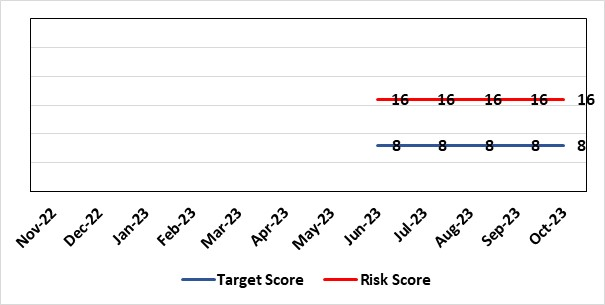 16 16 16 16 16
8 8 8 8 8
Nov-22 Dec-22 Jan-23 Feb-23 Mar-23 Apr-23 May-23 Jun-23 Jul-23 Aug-23 Sep-23 Oct-23
Target Score Risk Score